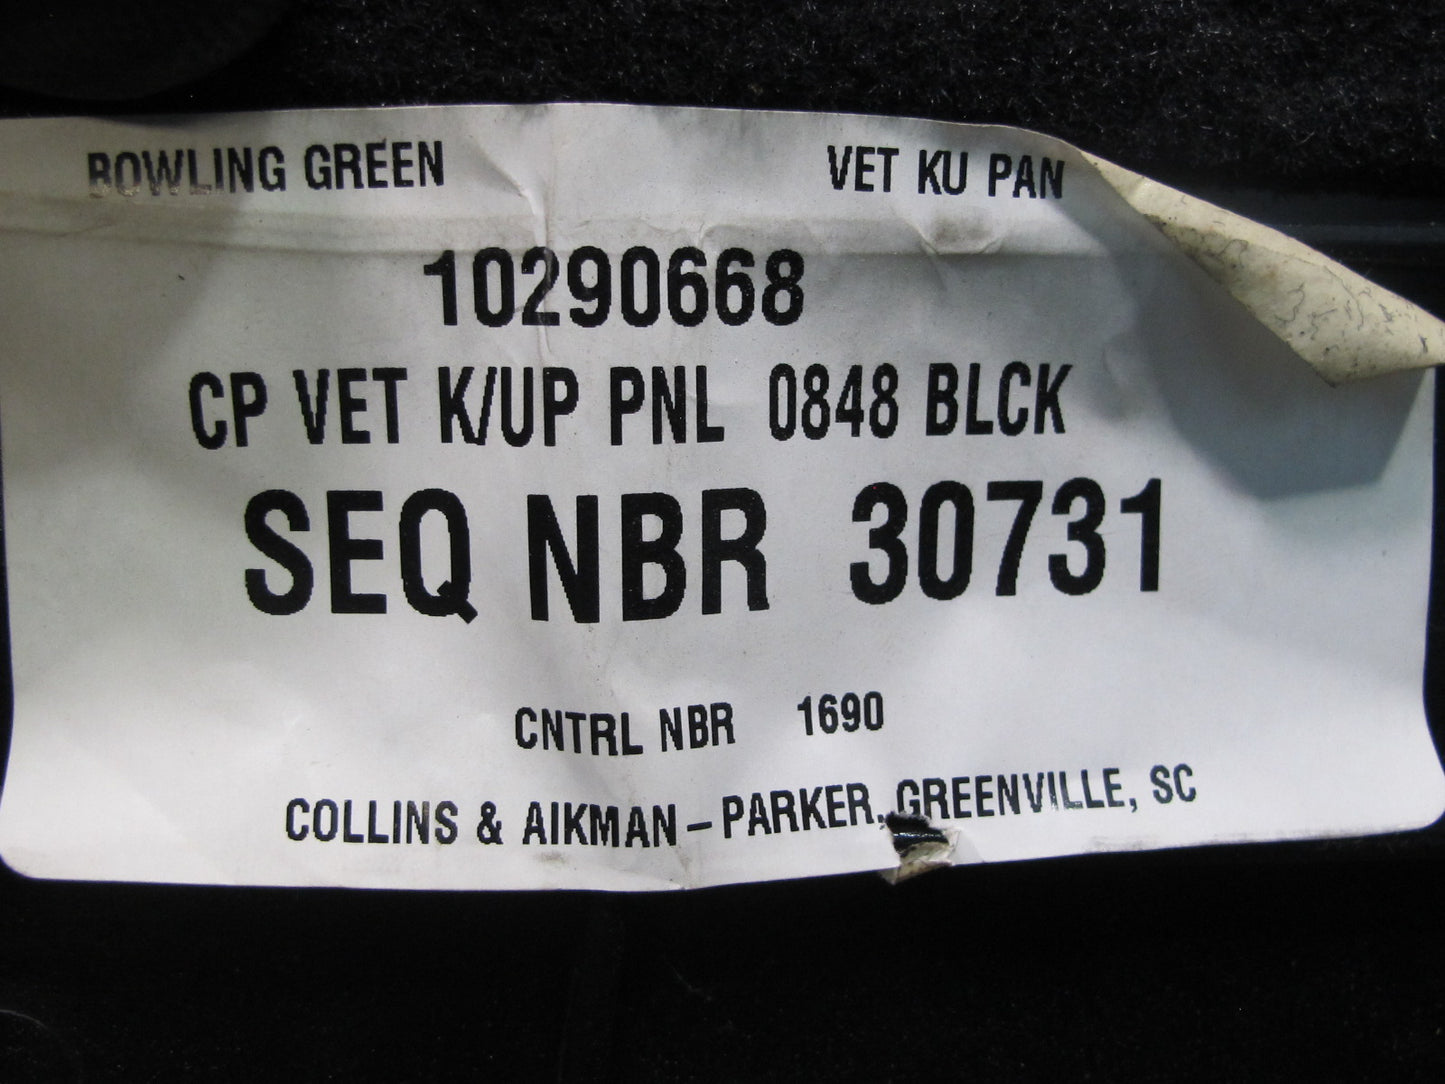 BOWLING GREEN VET KU PAN
10290668
CP VET K/UP PNL 0848 BLCK
SEQ NBR 30731
CNTRL NBR 1690
COLLINS & AIKMAN – PARKER, GREENVILLE, SC